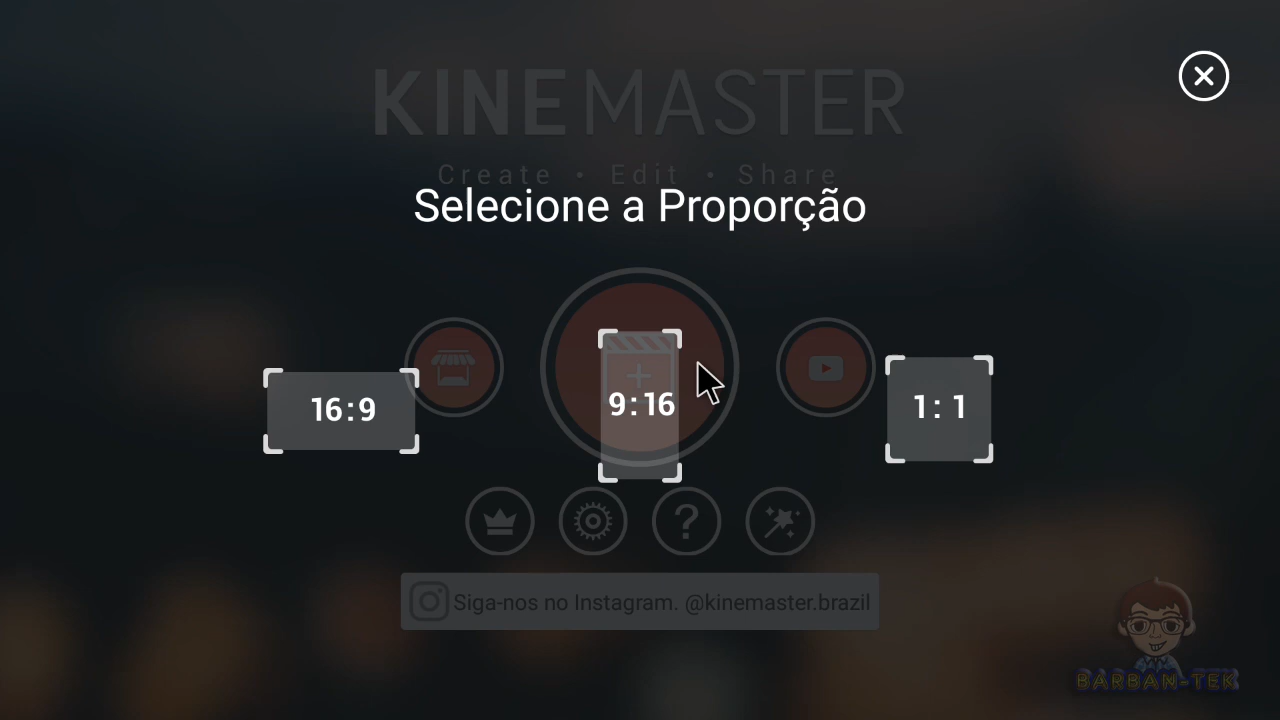 KINEMASTER
Create • Edit • Share
Selecione a Proporção
16:9
9:16
1:1
?
Siga-nos no Instagram. @kinemaster.brazil
BARBAN-TEK